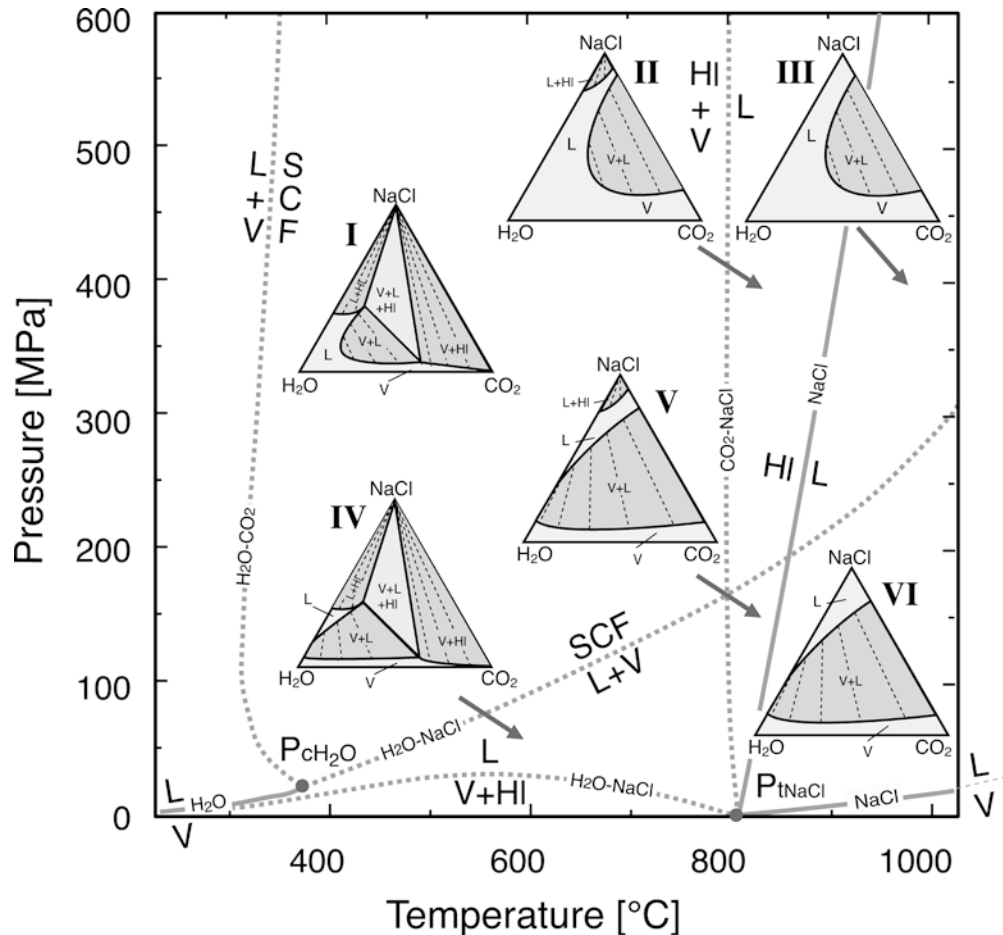 600
500
400
300
200
100
0
Pressure [MPa]
400
600
800
1000
Temperature [°C]
L S
+ C
V F
H₂O-CO₂
I
NaCl
L+Hl
V+L
+Hl
V+L
V+Hl
L
H₂O
V
CO₂
II
NaCl
L+Hl
L
V+L
V
H₂O
CO₂
Hl
+
V
L
III
NaCl
L
V+L
V
H₂O
CO₂
CO₂-NaCl
NaCl
Hl L
IV
NaCl
L
L+Hl
V+L
+Hl
V+L
V+Hl
H₂O
V
CO₂
V
NaCl
L+Hl
L
V+L
H₂O
V
CO₂
VI
NaCl
L
V+L
H₂O
V
CO₂
SCF
L+V
H₂O-NaCl
PcH₂O
L
H₂O
V
L
V+Hl
H₂O-NaCl
PtNaCl
NaCl
L
V